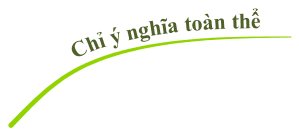 Chỉ ý nghĩa toàn thể